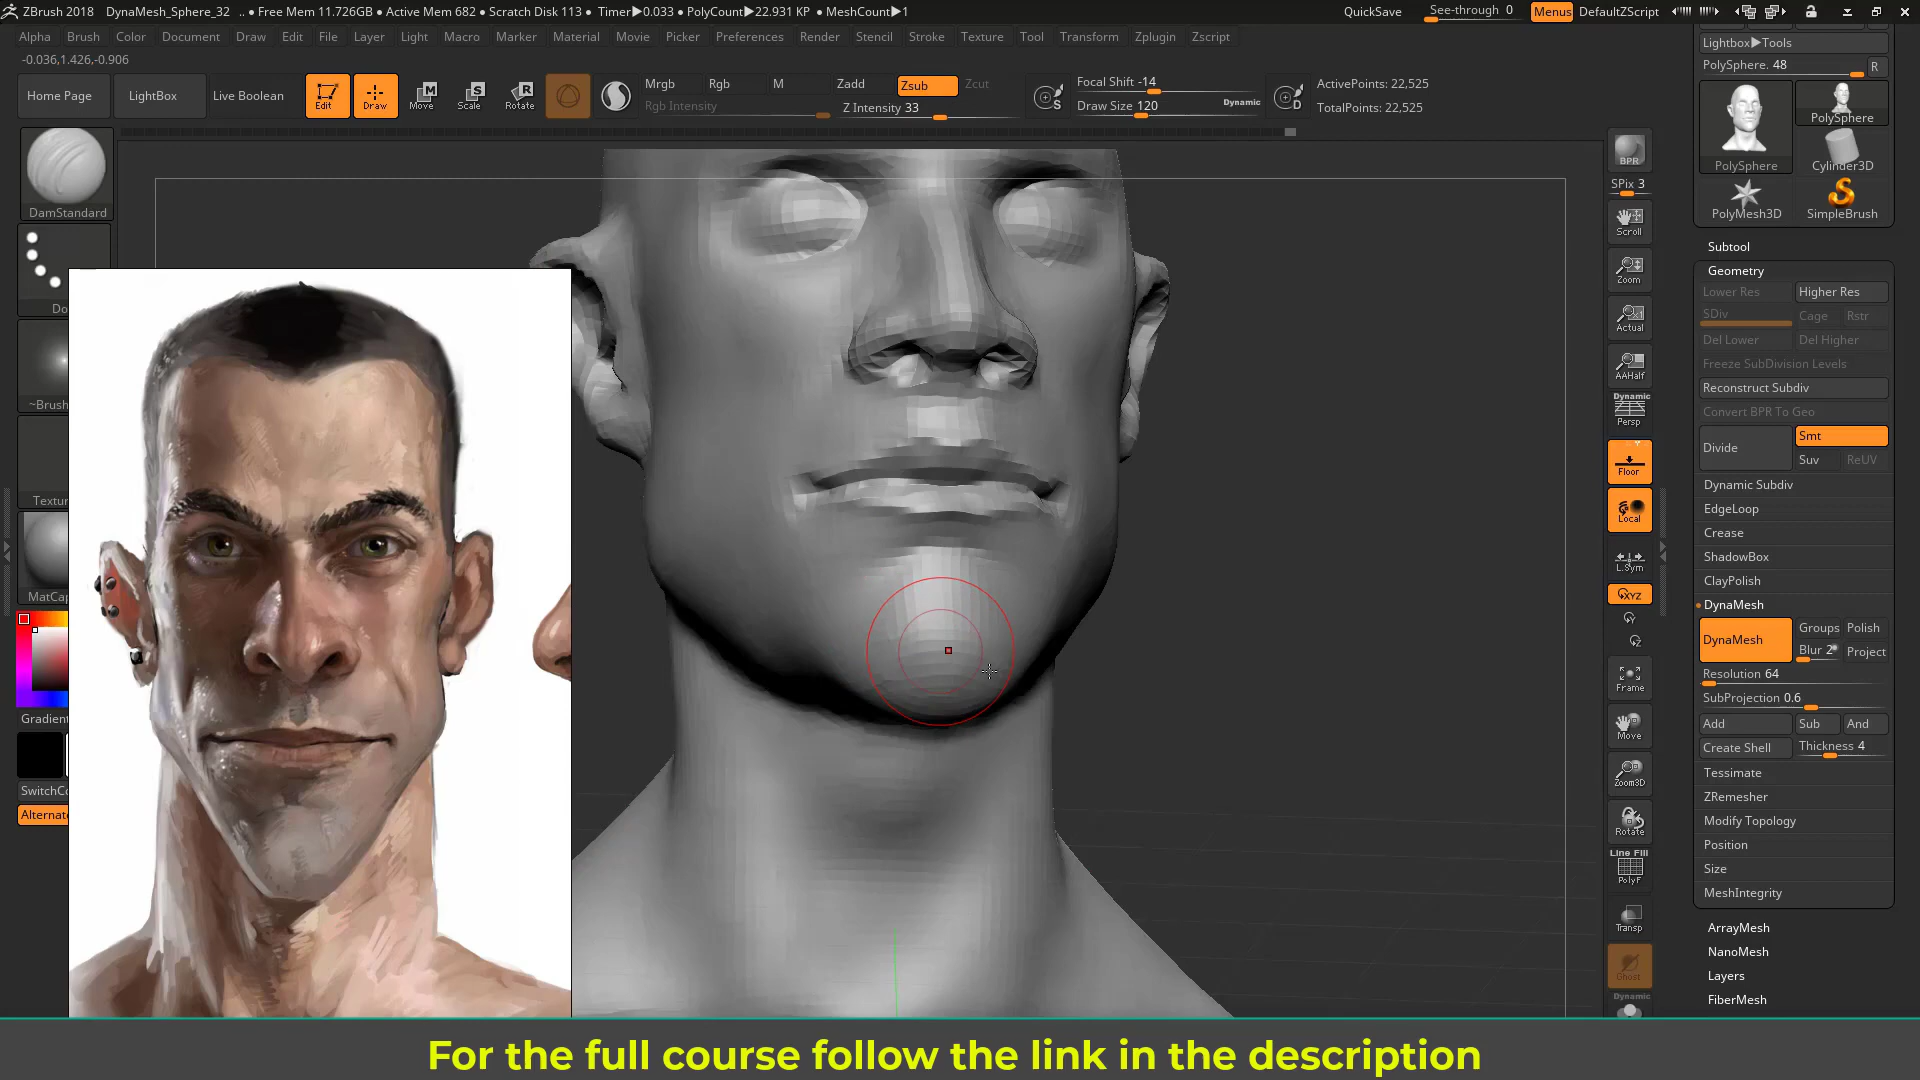 ZBrush 2018 DynaMesh_Sphere_32 .. • Free Mem 11.726GB • Active Mem 682 • Scratch Disk 113 • Timer▶0.033 • PolyCount▶22.931 KP • MeshCount▶1 QuickSave See-through 0 Menus DefaultZScript
Alpha Brush Color Document Draw Edit File Layer Light Macro Marker Material Movie Picker Preferences Render Stencil Stroke Texture Tool Transform Zplugin Zscript
-0.036,1.426,-0.906
Home Page LightBox Live Boolean Edit Draw Move Scale Rotate
Mrgb Rgb M Zadd Zsub Zcut
Rgb Intensity Z Intensity 33
Focal Shift -14
Draw Size 120 Dynamic
ActivePoints: 22,525
TotalPoints: 22,525
DamStandard
Do
~Brush
Textur
MatCap
Gradient
SwitchCo
Alternate
BPR
SPix 3
Scroll
Zoom
Actual
AAHalf
Dynamic
Persp
Floor
Local
L.Sym
XYZ
Frame
Move
Zoom3D
Rotate
Line Fill
PolyF
Transp
Ghost
Dynamic
Lightbox▶Tools
PolySphere. 48 R
PolySphere
PolySphere
Cylinder3D
PolyMesh3D SimpleBrush
Subtool
Geometry
Lower Res Higher Res
SDiv Cage Rstr
Del Lower Del Higher
Freeze SubDivision Levels
Reconstruct Subdiv
Convert BPR To Geo
Divide Smt
Suv ReUV
Dynamic Subdiv
EdgeLoop
Crease
ShadowBox
ClayPolish
DynaMesh
DynaMesh Groups Polish
Blur 2 Project
Resolution 64
SubProjection 0.6
Add Sub And
Create Shell Thickness 4
Tessimate
ZRemesher
Modify Topology
Position
Size
MeshIntegrity
ArrayMesh
NanoMesh
Layers
FiberMesh
For the full course follow the link in the description